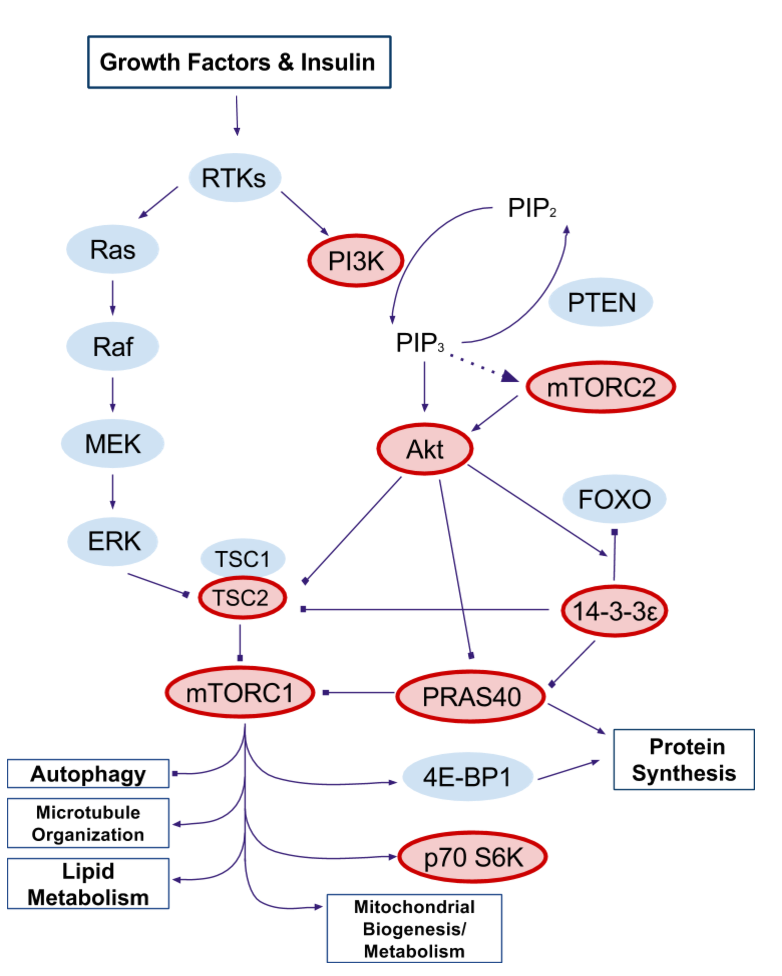 Growth Factors & Insulin
RTKs
PIP₂
Ras
PI3K
PTEN
Raf
PIP₃
mTORC2
MEK
Akt
FOXO
ERK
TSC1
TSC2
14-3-3ε
mTORC1
PRAS40
Protein
Synthesis
Autophagy
4E-BP1
Microtubule
Organization
p70 S6K
Lipid
Metabolism
Mitochondrial
Biogenesis/
Metabolism